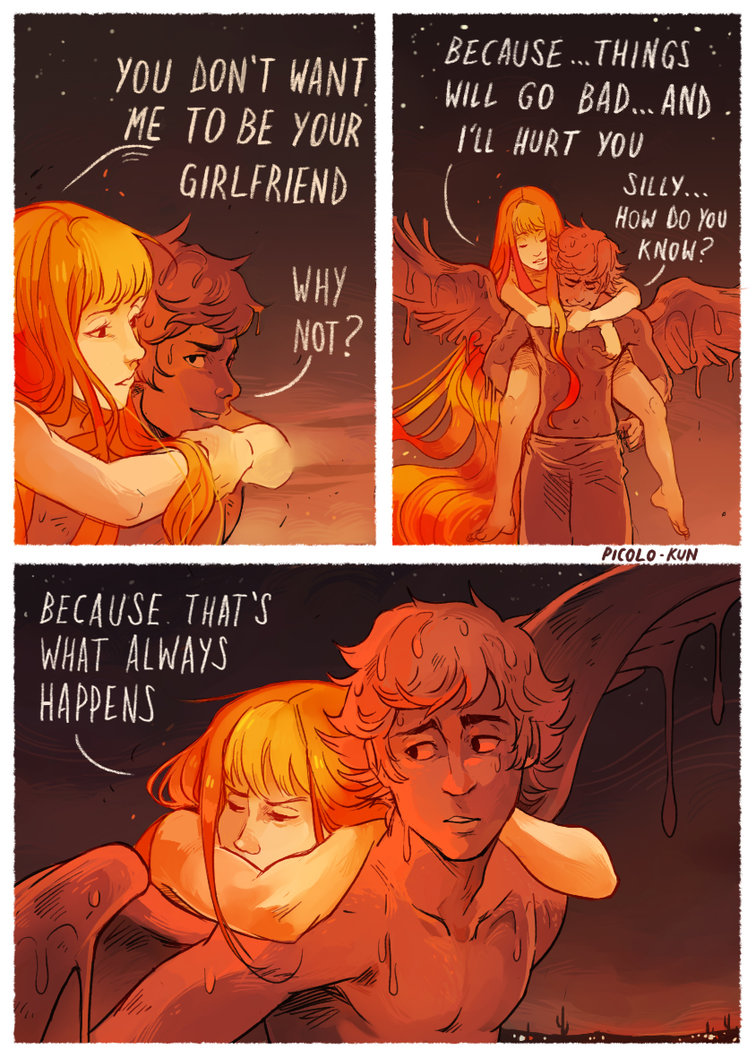 YOU DON'T WANT
ME TO BE YOUR
GIRLFRIEND
WHY
NOT?
BECAUSE...THINGS
WILL GO BAD...AND
I'LL HURT YOU
SILLY...
HOW DO YOU
KNOW?
PICOLO-KUN
BECAUSE THAT'S
WHAT ALWAYS
HAPPENS